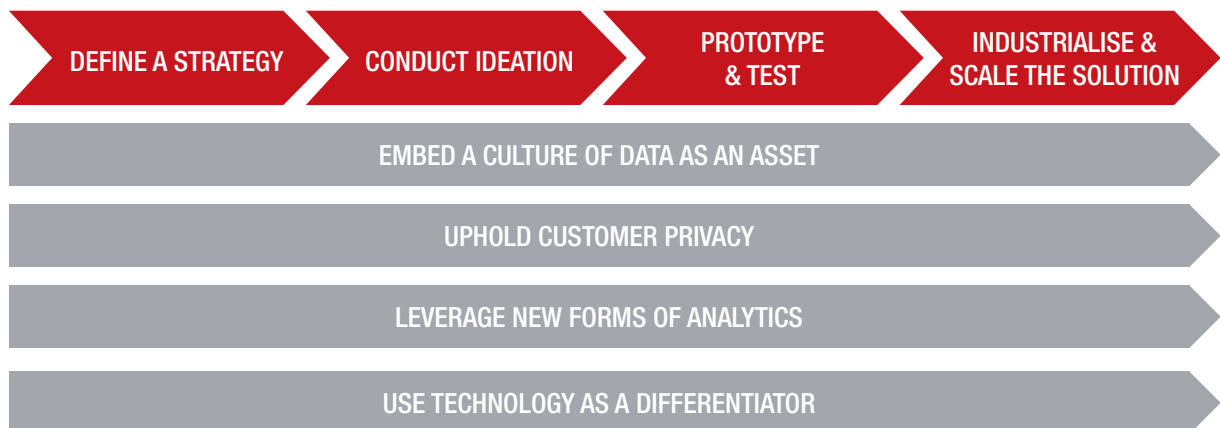 DEFINE A STRATEGY
CONDUCT IDEATION
PROTOTYPE
& TEST
INDUSTRIALISE &
SCALE THE SOLUTION
EMBED A CULTURE OF DATA AS AN ASSET
UPHOLD CUSTOMER PRIVACY
LEVERAGE NEW FORMS OF ANALYTICS
USE TECHNOLOGY AS A DIFFERENTIATOR